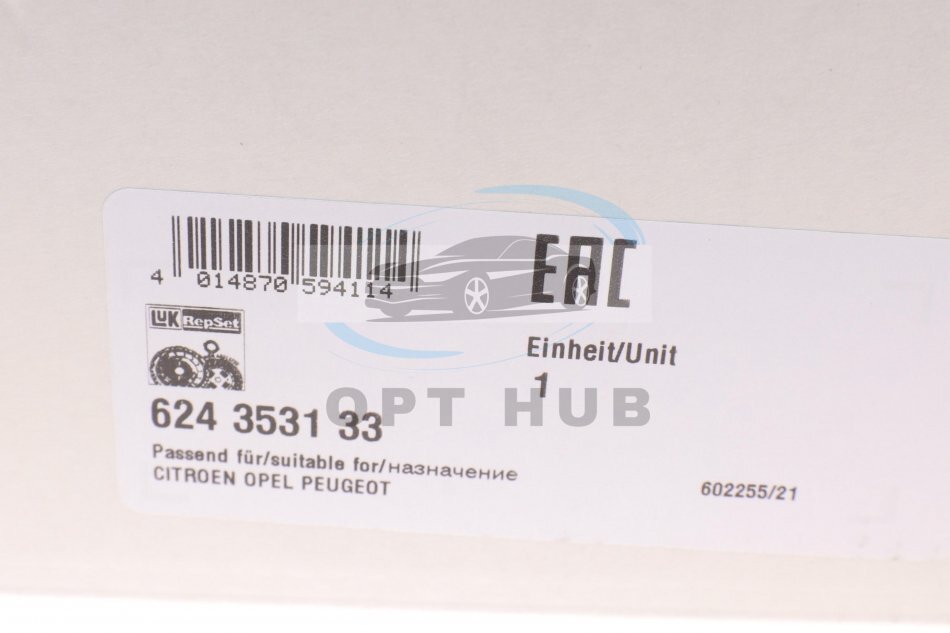 4 014870 594114
EAC
LuK RepSet
Einheit/Unit
1
OPT HUB
624 3531 33
Passend für/suitable for/назначение
CITROEN OPEL PEUGEOT
602255/21